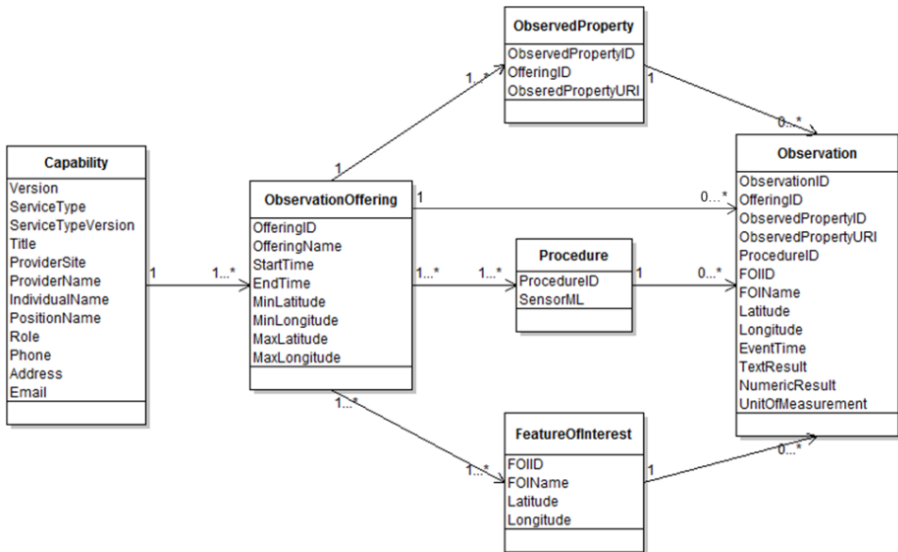 ObservedProperty
ObservedPropertyID
OfferingID
ObseredPropertyURI
1...*
1
1
0...*
Capability
Version
ServiceType
ServiceTypeVersion
Title
ProviderSite
ProviderName
IndividualName
PositionName
Role
Phone
Address
Email
1
1...*
ObservationOffering
OfferingID
OfferingName
StartTime
EndTime
MinLatitude
MinLongitude
MaxLatitude
MaxLongitude
1
0...*
1...*
1...*
Procedure
ProcedureID
SensorML
1
0...*
1...*
1...*
FeatureOfInterest
FOIID
FOIName
Latitude
Longitude
1
0...*
Observation
ObservationID
OfferingID
ObservedPropertyID
ObservedPropertyURI
ProcedureID
FOIID
FOIName
Latitude
Longitude
EventTime
TextResult
NumericResult
UnitOfMeasurement